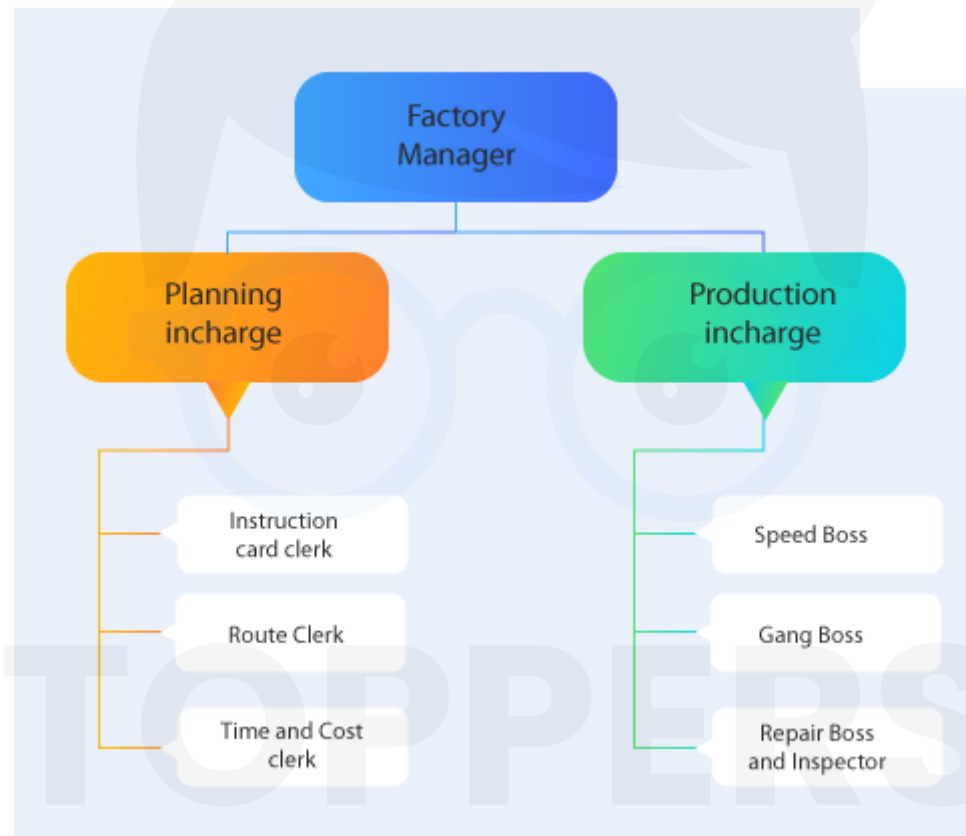 Factory
Manager
Planning
incharge
Production
incharge
Instruction
card clerk
Route Clerk
Time and Cost
clerk
Speed Boss
Gang Boss
Repair Boss
and Inspector
TOPPERS